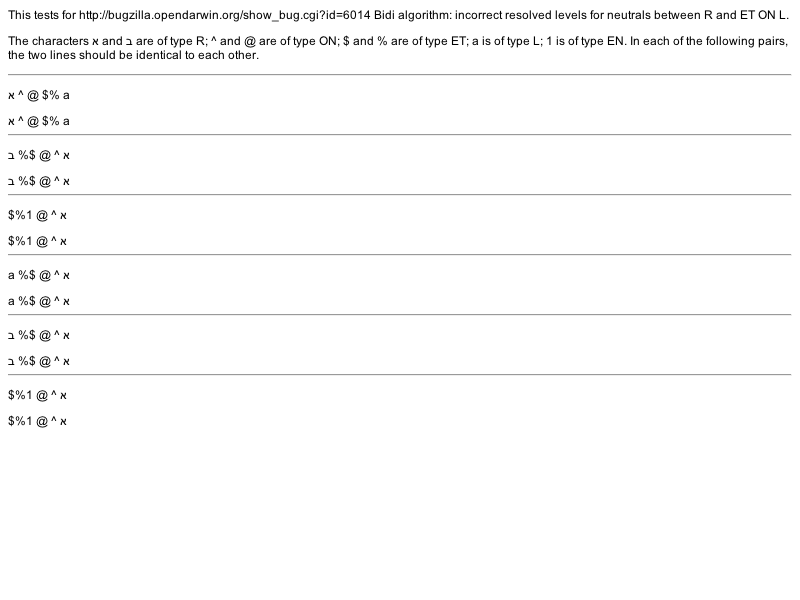 This tests for http://bugzilla.opendarwin.org/show_bug.cgi?id=6014 Bidi algorithm: incorrect resolved levels for neutrals between R and ET ON L.
The characters א and ב are of type R; ^ and @ are of type ON; $ and % are of type ET; a is of type L; 1 is of type EN. In each of the following pairs,
the two lines should be identical to each other.
א ^ @ $% a
א ^ @ $% a
א ^ @ $% ב
א ^ @ $% ב
א ^ @ $%1
א ^ @ $%1
א ^ @ $% a
א ^ @ $% a
א ^ @ $% ב
א ^ @ $% ב
א ^ @ $%1
א ^ @ $%1